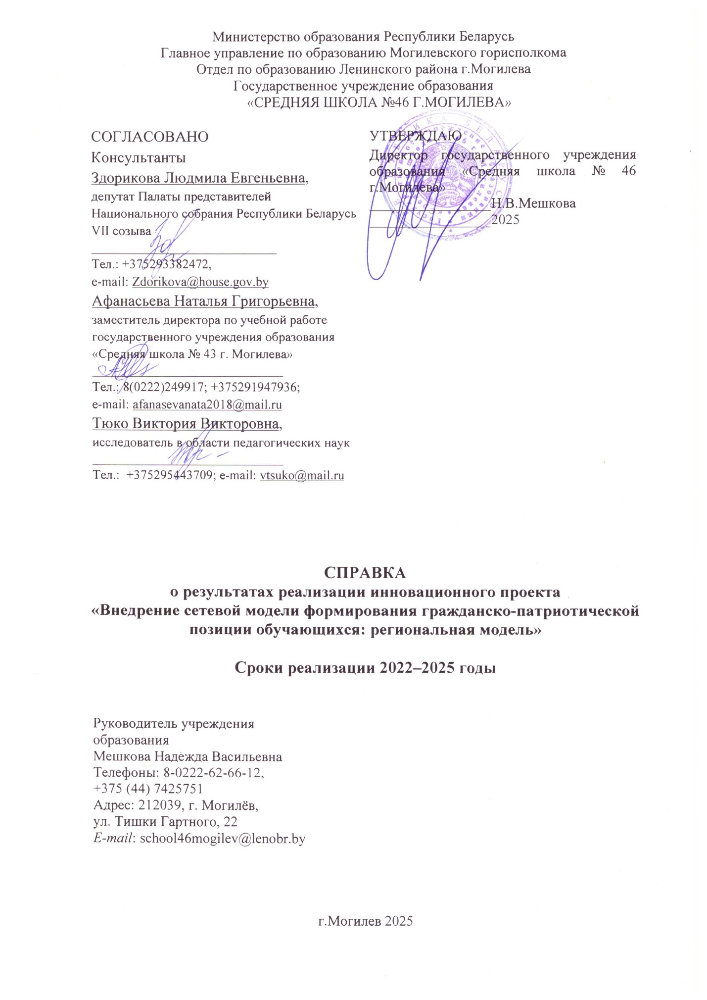 Министерство образования Республики Беларусь
Главное управление по образованию Могилевского горисполкома
Отдел по образованию Ленинского района г.Могилева
Государственное учреждение образования
«СРЕДНЯЯ ШКОЛА №46 Г.МОГИЛЕВА»
СОГЛАСОВАНО
Консультанты
Здорикова Людмила Евгеньевна,
депутат Палаты представителей
Национального собрания Республики Беларусь
VII созыва
Тел.: +375293382472,
e-mail: Zdorikova@house.gov.by
Афанасьева Наталья Григорьевна,
заместитель директора по учебной работе
государственного учреждения образования
«Средняя школа № 43 г. Могилева»
Тел.: 8(0222)249917; +375291947936;
e-mail: afanasevanata2018@mail.ru
Тюко Виктория Викторовна,
исследователь в области педагогических наук
Тел.: +375295443709; e-mail: vtsuko@mail.ru
УТВЕРЖДАЮ
Директор государственного учреждения
образования «Средняя школа № 46
г.Могилева»
Н.В.Мешкова
2025
СПРАВКА
о результатах реализации инновационного проекта
«Внедрение сетевой модели формирования гражданско-патриотической
позиции обучающихся: региональная модель»
Сроки реализации 2022–2025 годы
Руководитель учреждения
образования
Мешкова Надежда Васильевна
Телефоны: 8-0222-62-66-12,
+375 (44) 7425751
Адрес: 212039, г. Могилёв,
ул. Тишки Гартного, 22
E-mail: school46mogilev@lenobr.by
г.Могилев 2025